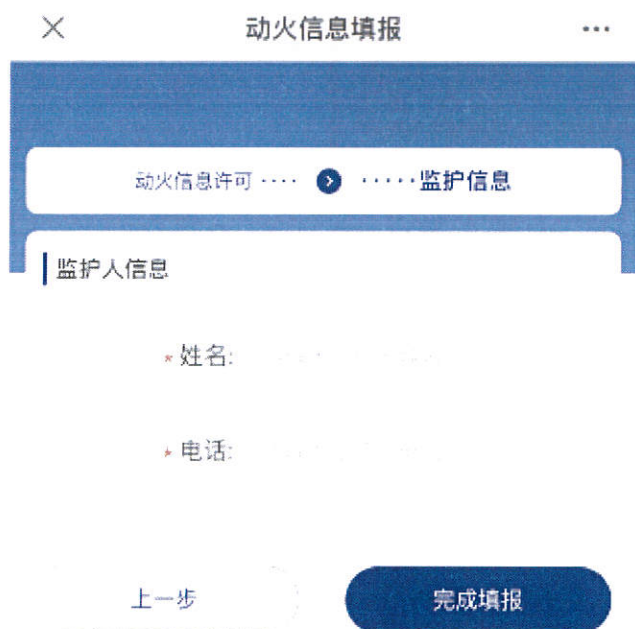 动火信息填报
动火信息许可 ···· ·····监护信息
监护人信息
* 姓名:
* 电话:
上一步 完成填报